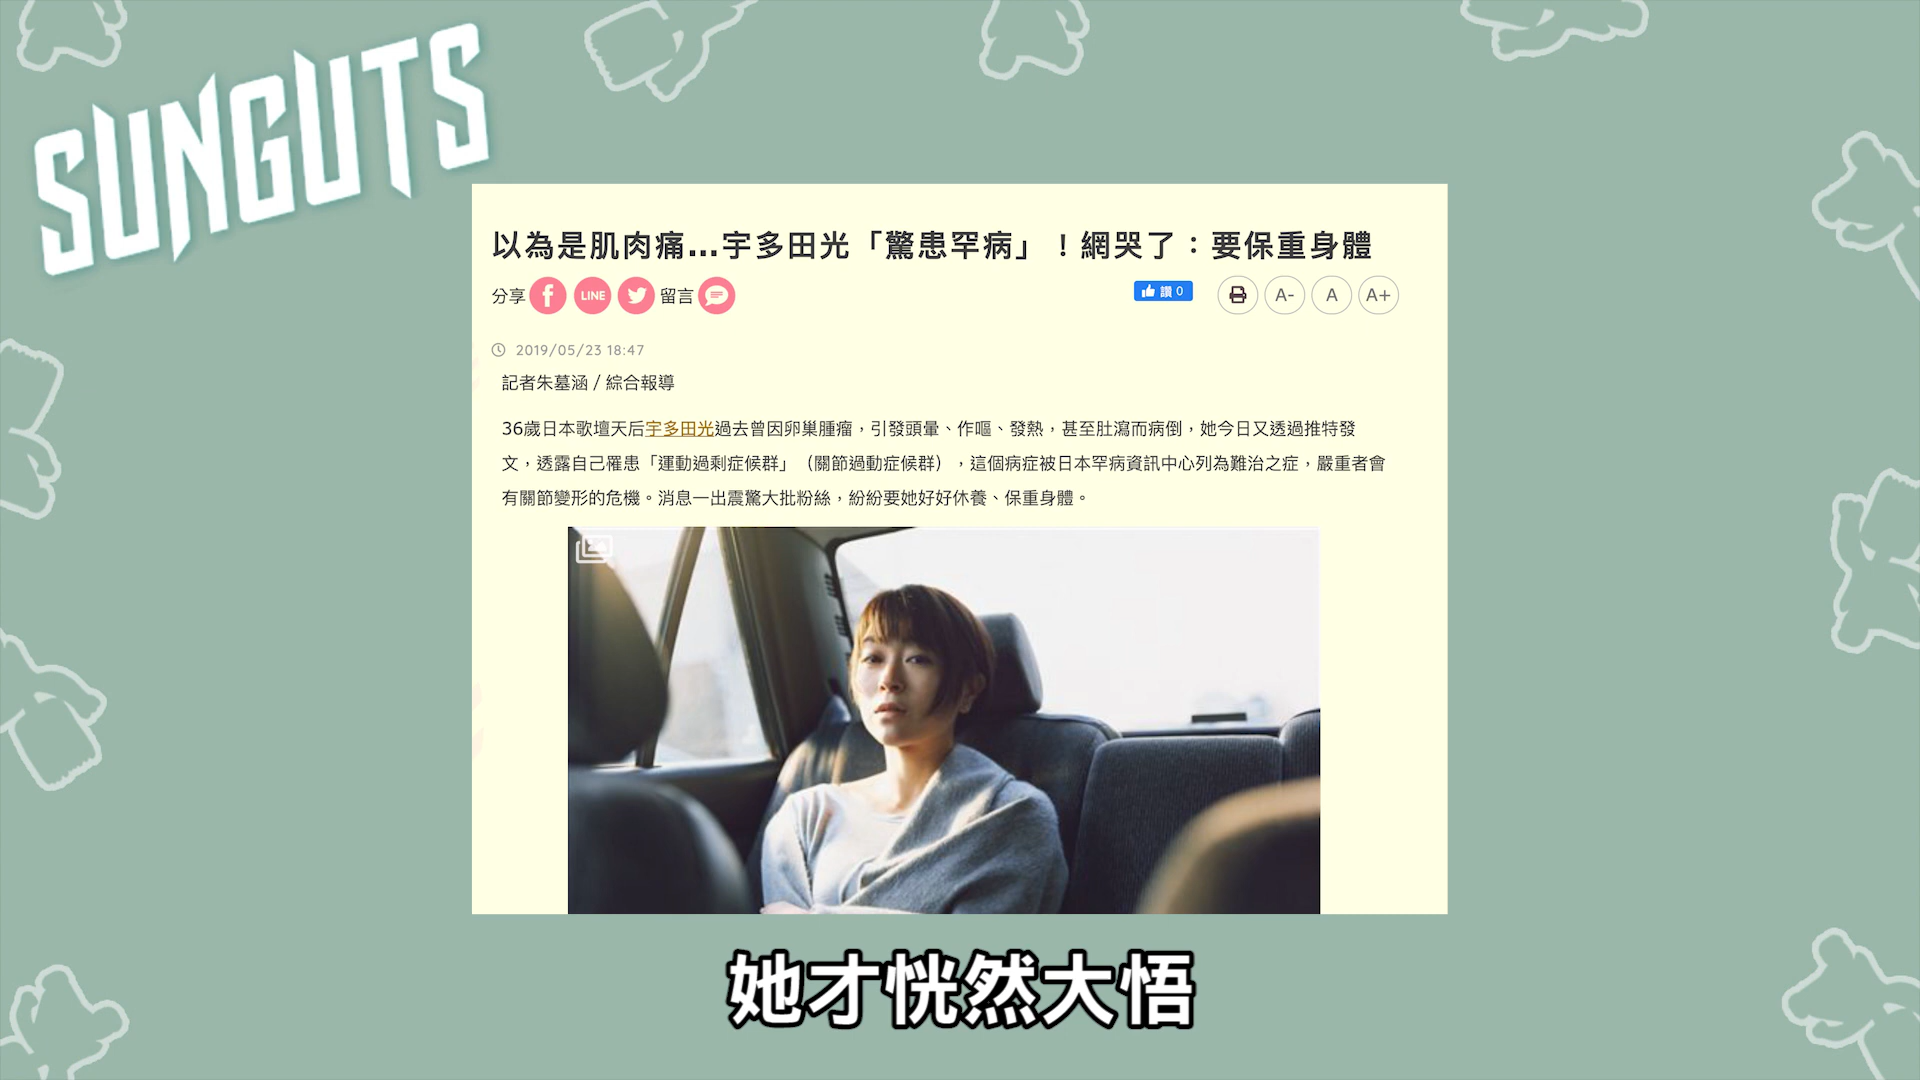 SUNGUTS
以為是肌肉痛...宇多田光「驚患罕病」！網哭了：要保重身體
分享 LINE 留言 讚 0 A- A A+
2019/05/23 18:47
記者朱墓涵 / 綜合報導
36歲日本歌壇天后宇多田光過去曾因卵巢腫瘤，引發頭暈、作嘔、發熱，甚至肚瀉而病倒，她今日又透過推特發
文，透露自己罹患「運動過剩症候群」（關節過動症候群），這個病症被日本罕病資訊中心列為難治之症，嚴重者會
有關節變形的危機。消息一出震驚大批粉絲，紛紛要她好好休養、保重身體。
她才恍然大悟